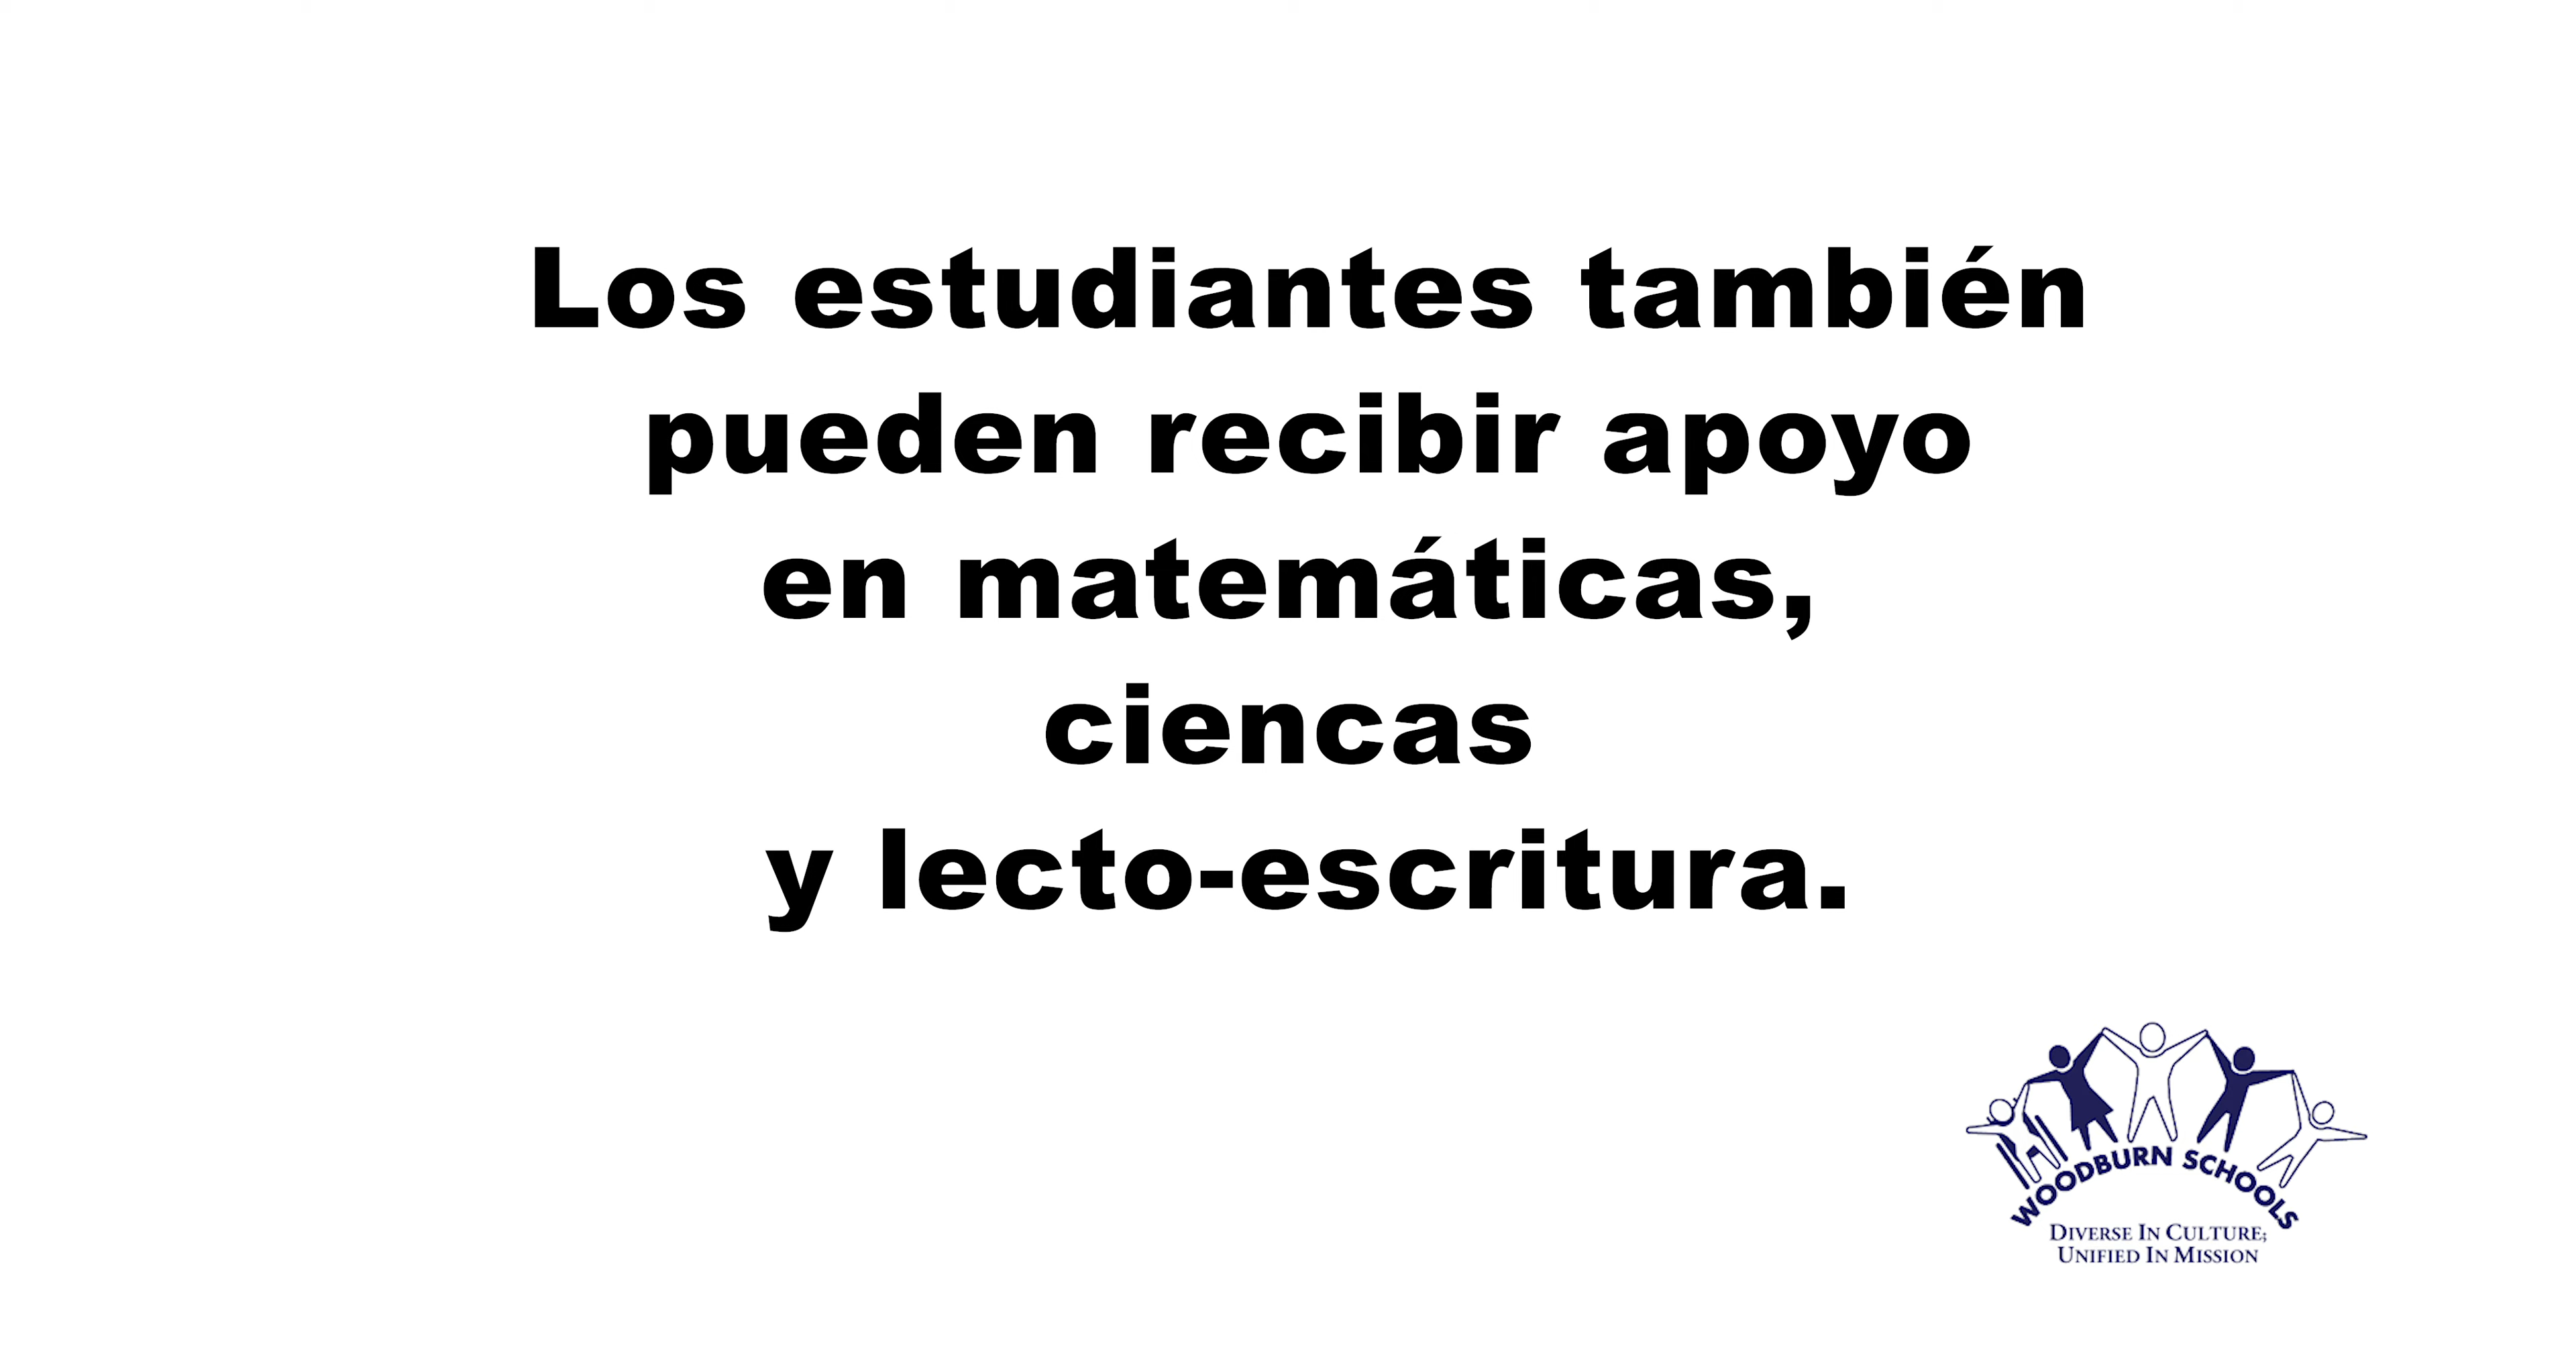 Los estudiantes también
pueden recibir apoyo
en matemáticas,
ciencas
y lecto-escritura.
WOODBURN SCHOOLS
DIVERSE IN CULTURE;
UNIFIED IN MISSION